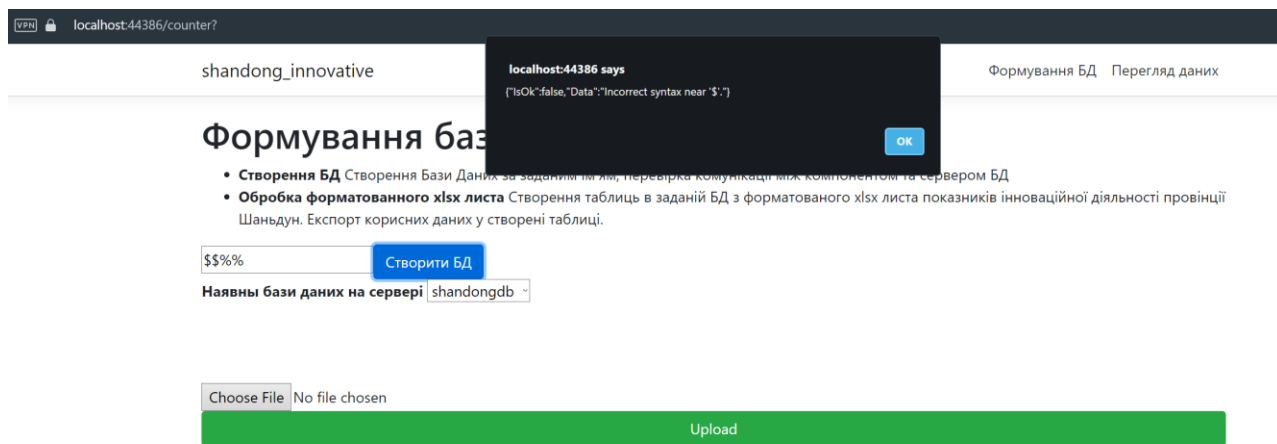 VPN localhost:44386/counter?
shandong_innovative
Формування БД Перегляд даних
localhost:44386 says
{"IsOk":false,"Data":"Incorrect syntax near '$'."}
OK
Формування баз
• Створення БД Створення Бази Даних за заданим ім'ям, перевірка комунікації між компонентом та сервером БД
• Обробка форматованного xlsx листа Створення таблиць в заданій БД з форматованого xlsx листа показників інноваційної діяльності провінції
Шаньдун. Експорт корисних даних у створені таблиці.
$$%% Створити БД
Наявны бази даних на сервері shandongdb
Choose File No file chosen
Upload